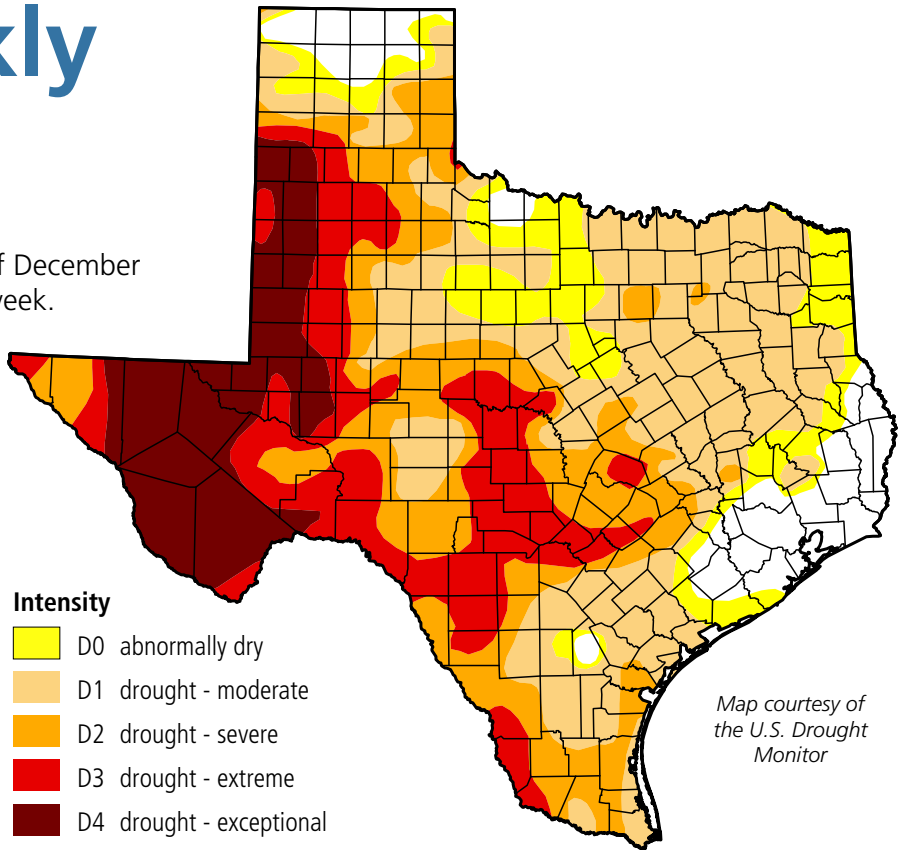 kly
f December
eek.
Intensity
D0 abnormally dry
D1 drought - moderate
D2 drought - severe
D3 drought - extreme
D4 drought - exceptional
Map courtesy of
the U.S. Drought
Monitor